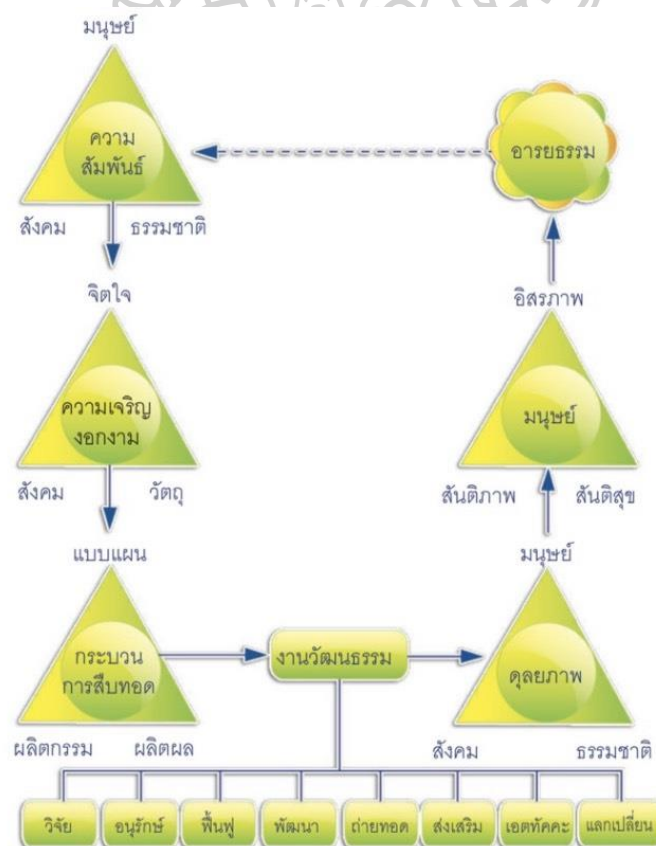 มนุษย์
ความ
สัมพันธ์
อารยธรรม
สังคม
ธรรมชาติ
จิตใจ
อิสรภาพ
ความเจริญ
งอกงาม
มนุษย์
สังคม
วัตถุ
สันติภาพ
สันติสุข
แบบแผน
มนุษย์
กระบวน
การสืบทอด
งานวัฒนธรรม
ดุลยภาพ
ผลิตกรรม
ผลิตผล
สังคม
ธรรมชาติ
วิจัย
อนุรักษ์
ฟื้นฟู
พัฒนา
ถ่ายทอด
ส่งเสริม
เอตทัคคะ
แลกเปลี่ยน